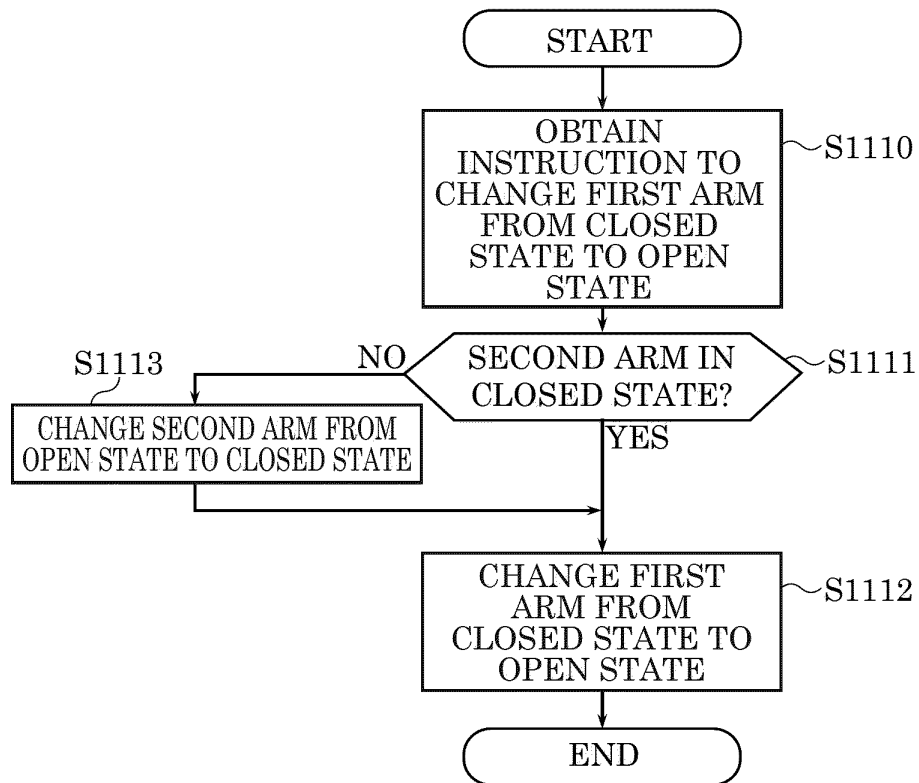 START
OBTAIN
INSTRUCTION TO
CHANGE FIRST ARM
FROM CLOSED
STATE TO OPEN
STATE
S1110
SECOND ARM IN
CLOSED STATE?
S1111
NO
YES
S1113
CHANGE SECOND ARM FROM
OPEN STATE TO CLOSED STATE
CHANGE FIRST
ARM FROM
CLOSED STATE TO
OPEN STATE
S1112
END